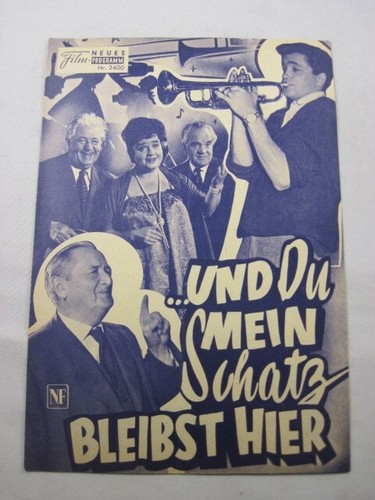 NEUES
Film-PROGRAMM
Nr. 2400
...UND Du
MEIN
Schatz
BLEIBST HIER
NF